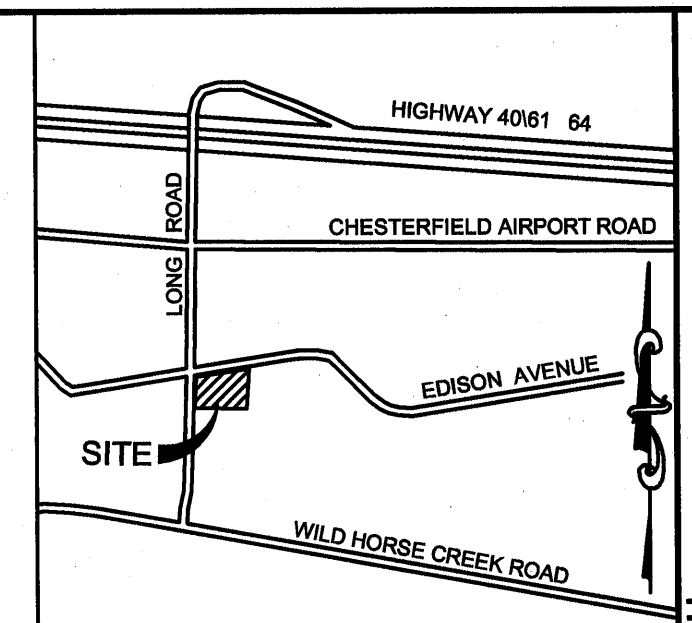 HIGHWAY 40\61 64
CHESTERFIELD AIRPORT ROAD
LONG ROAD
EDISON AVENUE
SITE
WILD HORSE CREEK ROAD